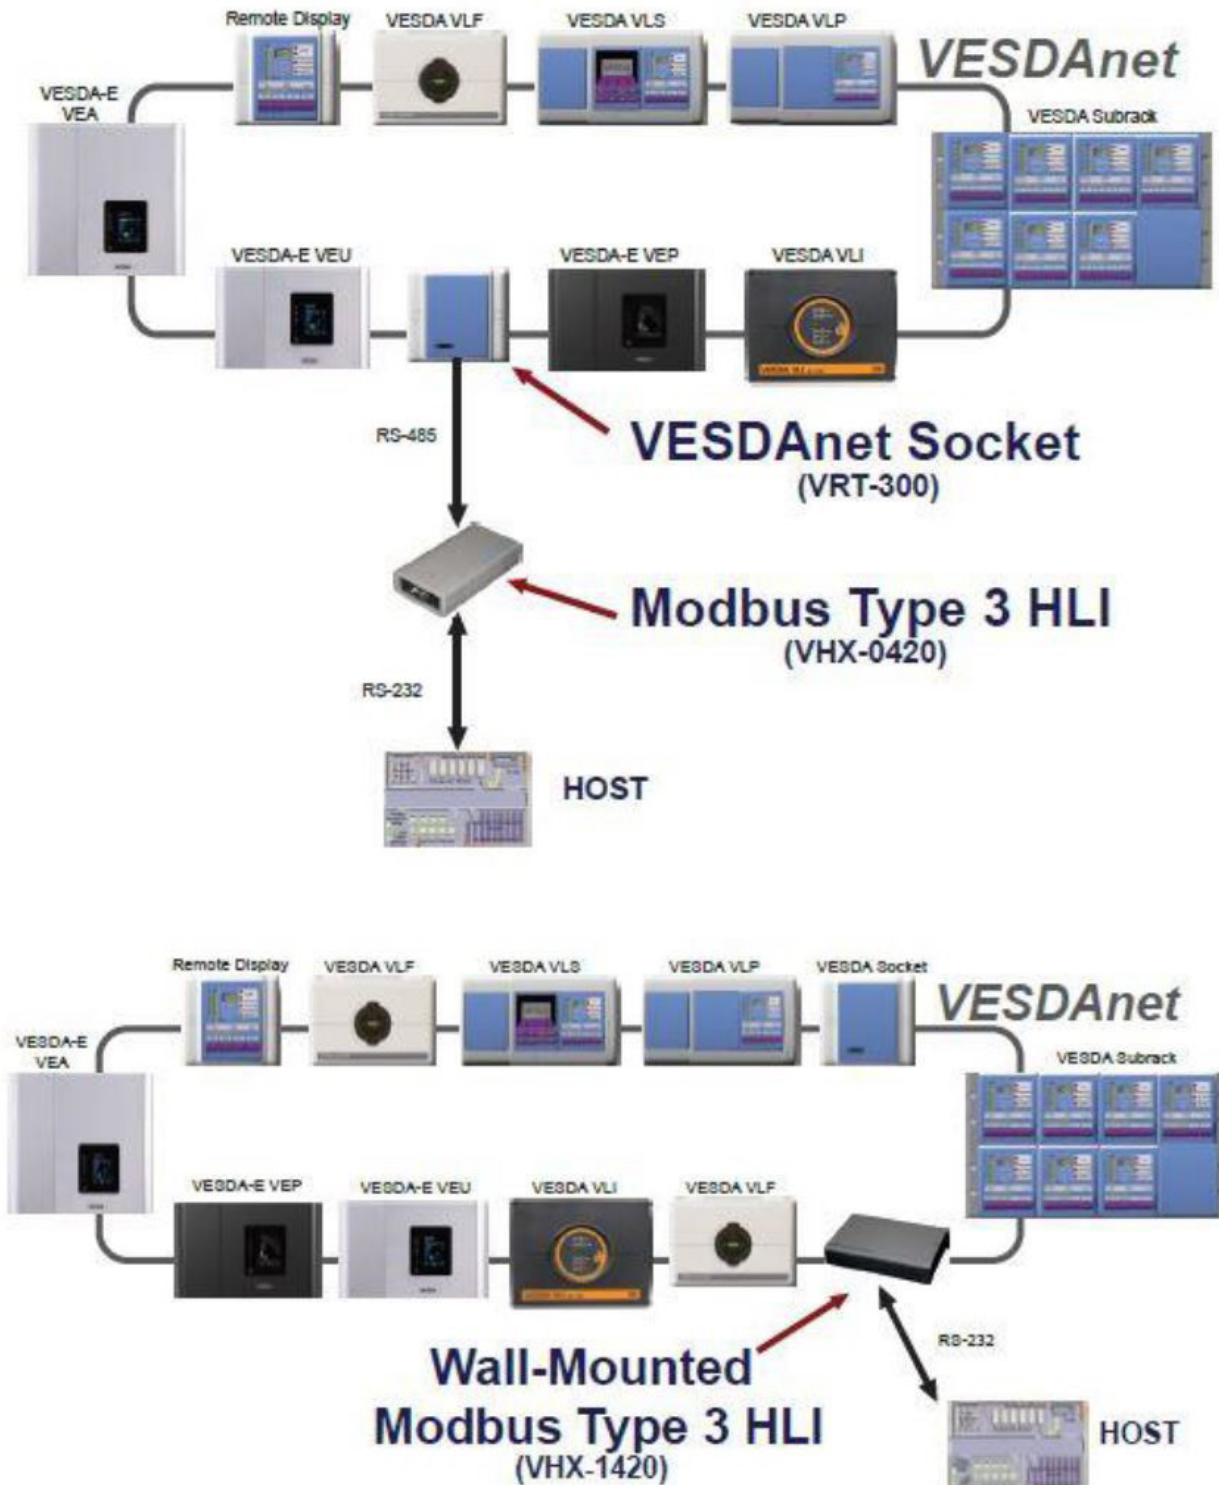 Remote Display
VESDA VLF
VESDA VLS
VESDA VLP
VESDAnet
VESDA-E
VEA
VESDA Subrack
VESDA-E VEU
VESDA-E VEP
VESDA VLI
RS-485
VESDAnet Socket
(VRT-300)
Modbus Type 3 HLI
(VHX-0420)
RS-232
HOST
Remote Display
VESDA VLF
VESDA VLS
VESDA VLP
VESDA Socket
VESDAnet
VESDA-E
VEA
VESDA Subrack
VESDA-E VEP
VESDA-E VEU
VESDA VLI
VESDA VLF
RS-232
Wall-Mounted
Modbus Type 3 HLI
(VHX-1420)
HOST